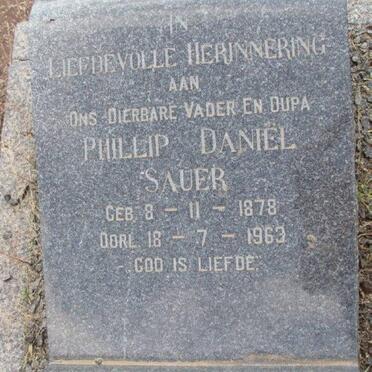 IN
LIEFDEVOLLE HERINNERING
AAN
ONS DIERBARE VADER EN OUPA
PHILLIP DANIËL
SAUER
GEB. 8 - 11 - 1878
OORL. 18 - 7 - 1963
GOD IS LIEFDE